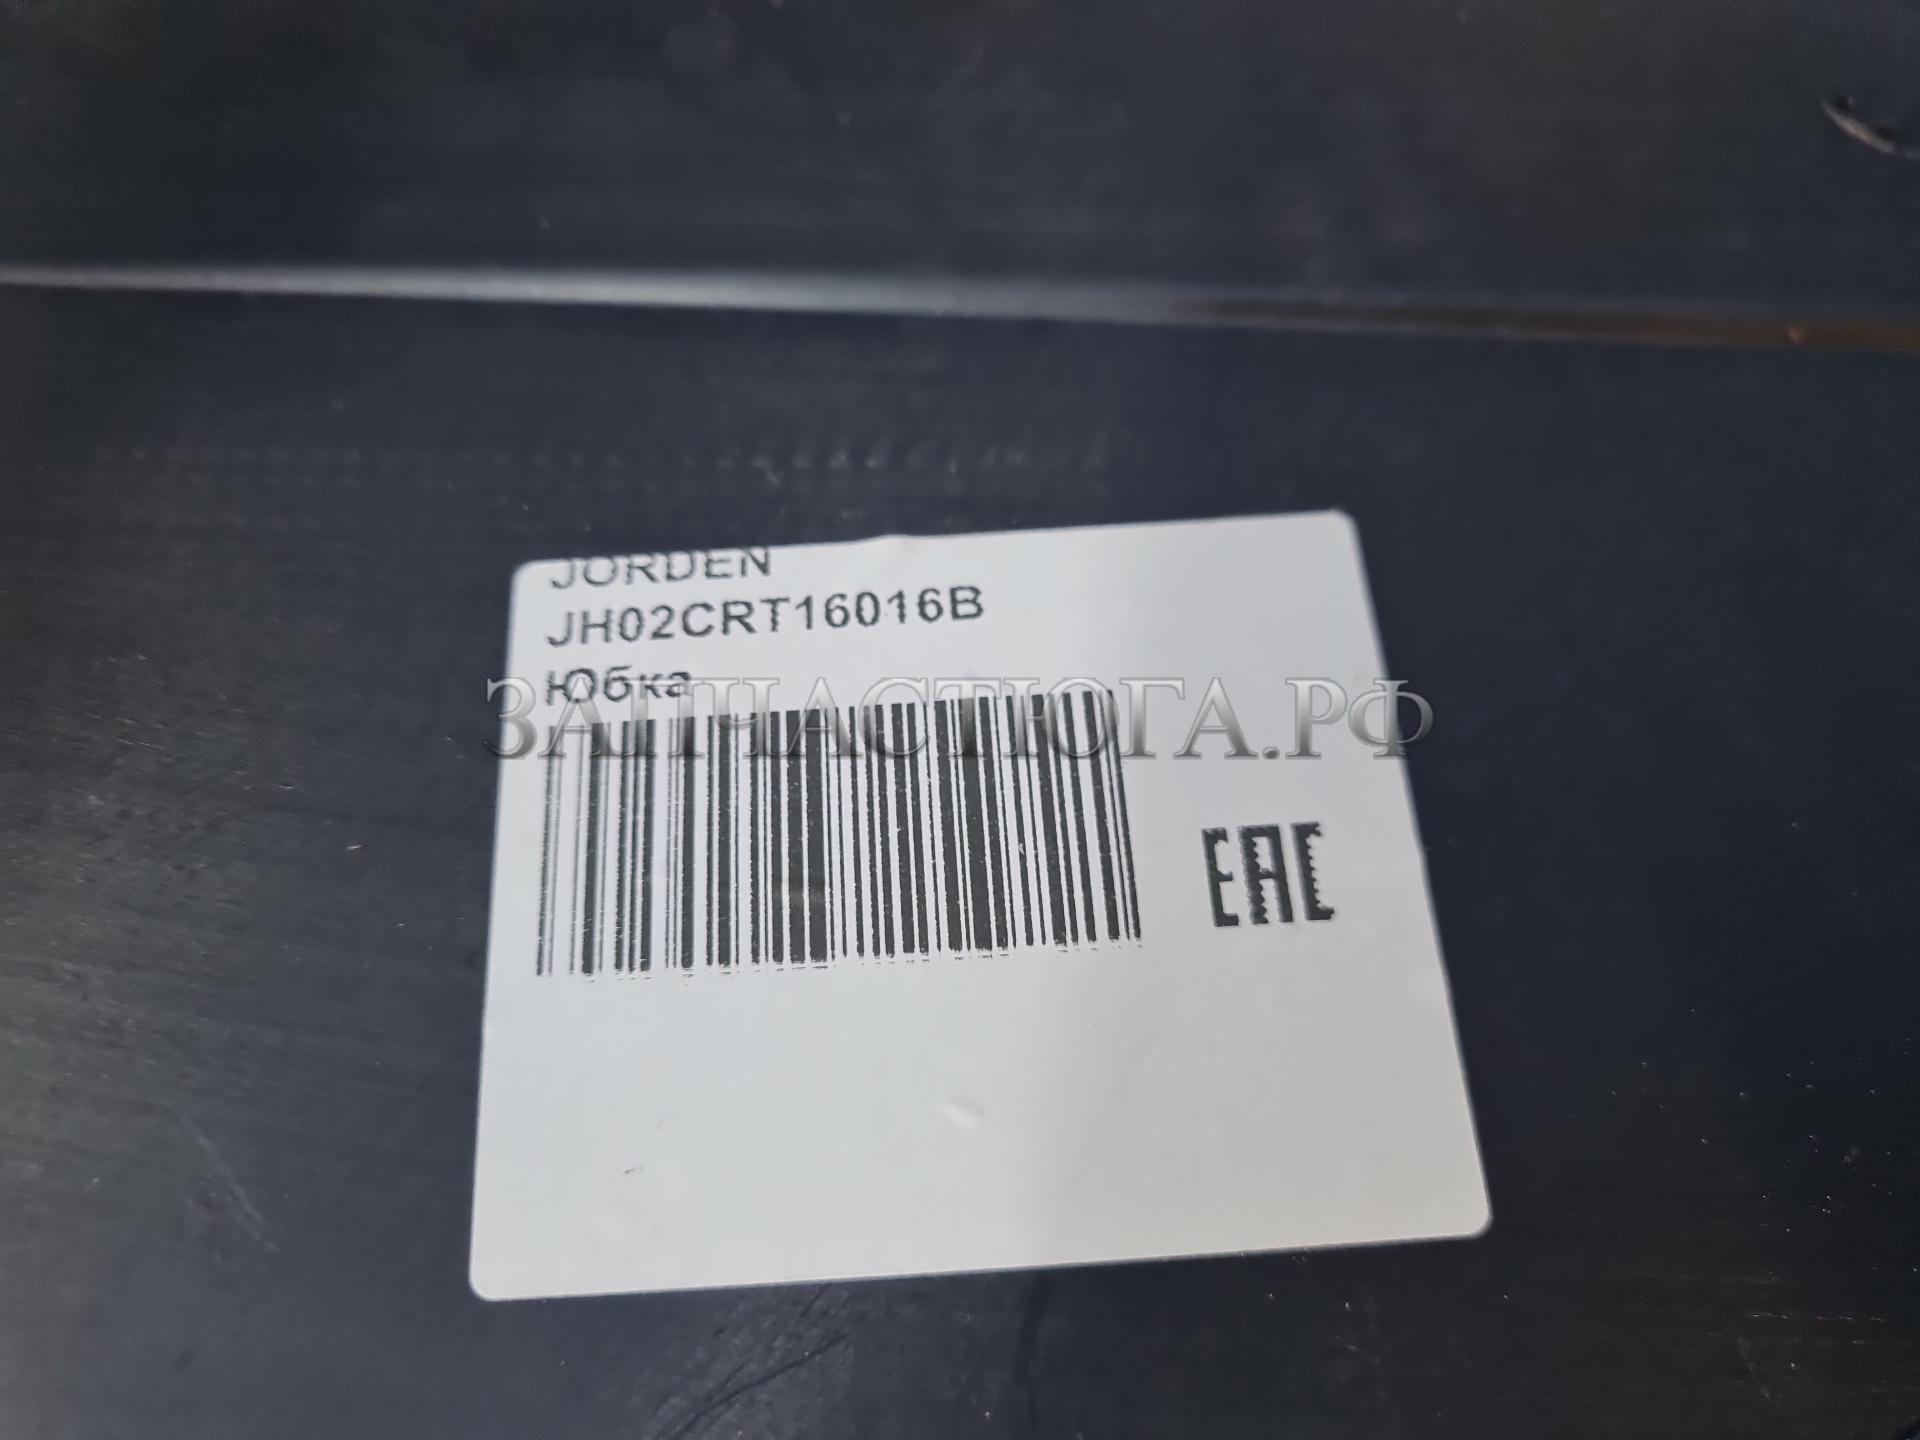 JORDEN
JH02CRT16016B
Юбка
ЗАПЧАСТЮГА.РФ
EAC